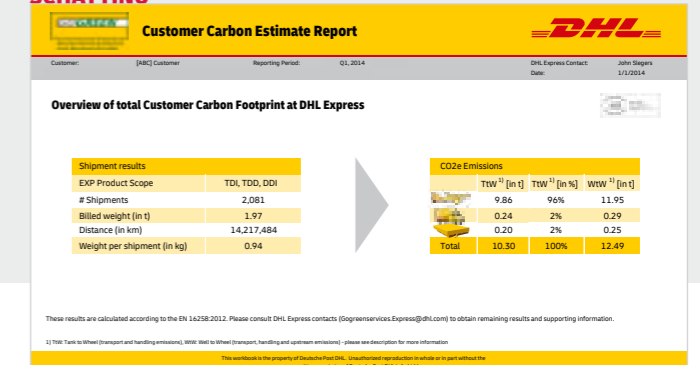 SCHATTING
Customer Carbon Estimate Report
DHL
Customer: [ABC] Customer Reporting Period: Q1, 2014 DHL Express Contact: John Slegers
Date: 1/1/2014
Overview of total Customer Carbon Footprint at DHL Express
Shipment results
EXP Product Scope TDI, TDD, DDI
# Shipments 2,081
Billed weight (in t) 1.97
Distance (in km) 14,217,484
Weight per shipment (in kg) 0.94
CO2e Emissions
TtW 1) [in t] TtW 1) [in %] WtW 1) [in t]
9.86 96% 11.95
0.24 2% 0.29
0.20 2% 0.25
Total 10.30 100% 12.49
These results are calculated according to the EN 16258:2012. Please consult DHL Express contacts (Gogreenservices.Express@dhl.com) to obtain remaining results and supporting information.
1) TtW: Tank to Wheel (transport and handling emissions), WtW: Well to Wheel (transport, handling and upstream emissions) - please see description for more information
This workbook is the property of Deutsche Post DHL. Unauthorized reproduction in whole or in part without the